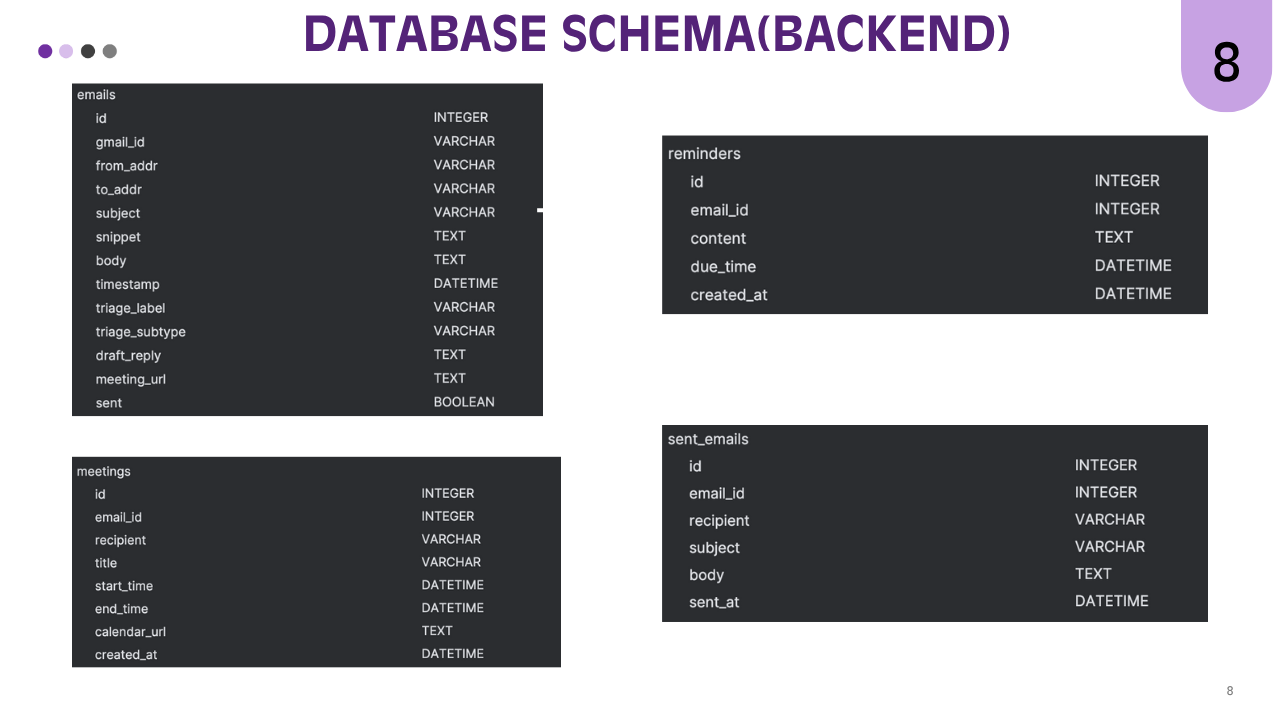 DATABASE SCHEMA(BACKEND)
8
emails
id INTEGER
gmail_id VARCHAR
from_addr VARCHAR
to_addr VARCHAR
subject VARCHAR
snippet TEXT
body TEXT
timestamp DATETIME
triage_label VARCHAR
triage_subtype VARCHAR
draft_reply TEXT
meeting_url TEXT
sent BOOLEAN
meetings
id INTEGER
email_id INTEGER
recipient VARCHAR
title VARCHAR
start_time DATETIME
end_time DATETIME
calendar_url TEXT
created_at DATETIME
reminders
id INTEGER
email_id INTEGER
content TEXT
due_time DATETIME
created_at DATETIME
sent_emails
id INTEGER
email_id INTEGER
recipient VARCHAR
subject VARCHAR
body TEXT
sent_at DATETIME
8